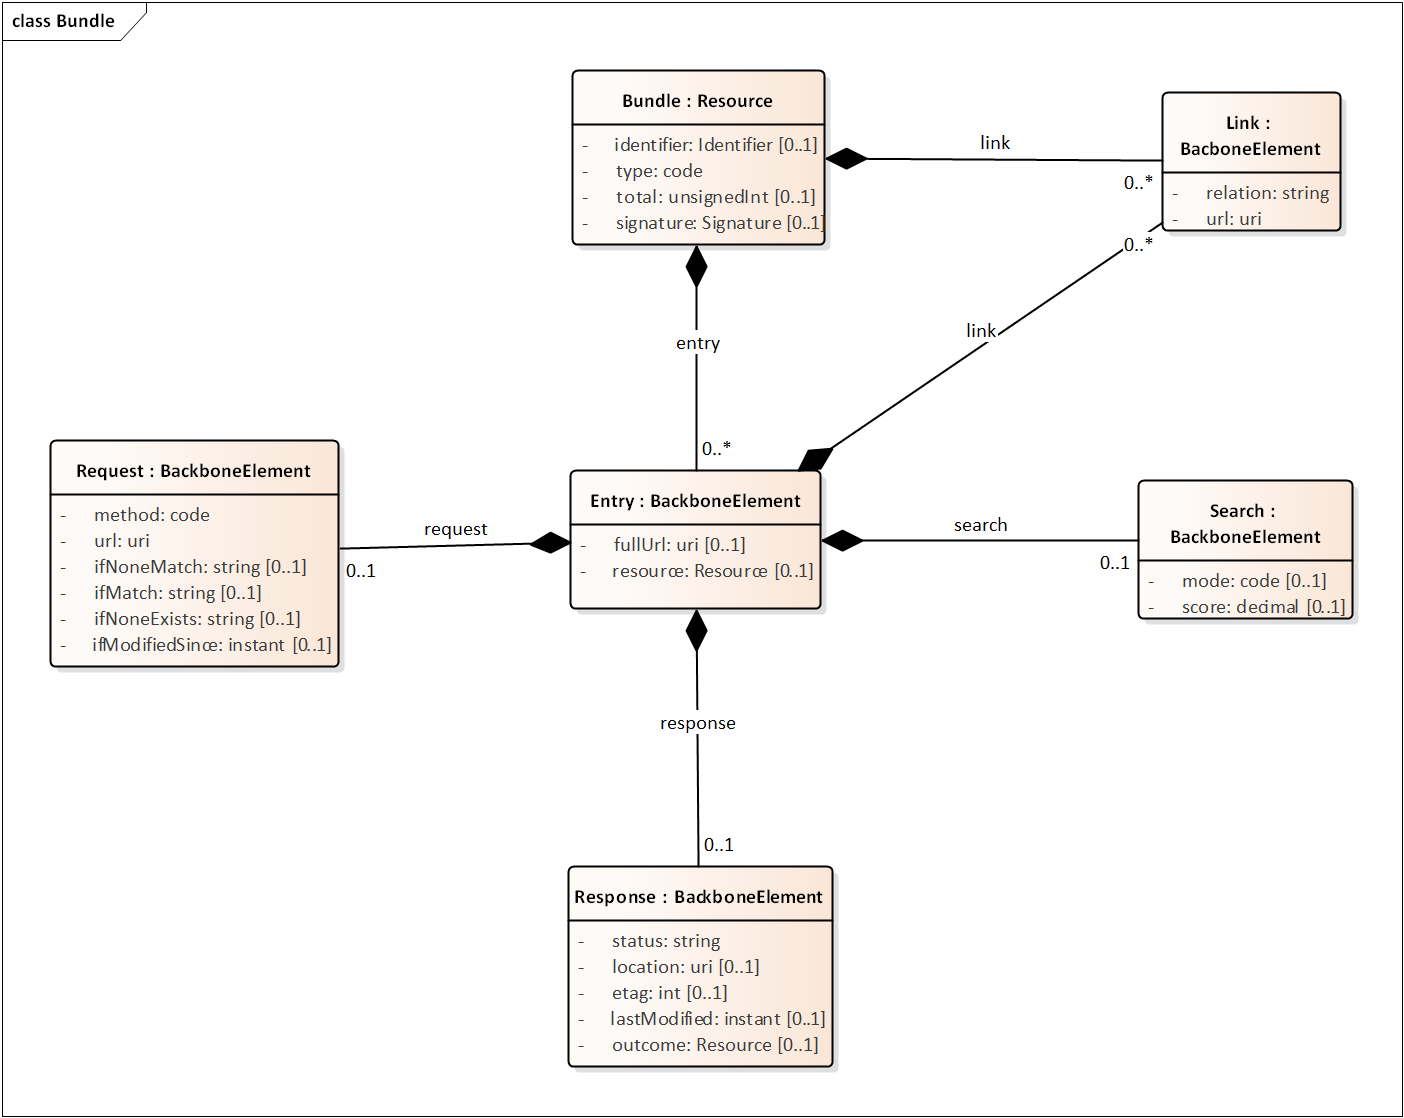 class Bundle
Bundle : Resource
- identifier: Identifier [0..1]
- type: code
- total: unsignedInt [0..1]
- signature: Signature [0..1]
link
0..*
Link :
BacboneElement
- relation: string
- url: uri
0..*
link
entry
0..*
Request : BackboneElement
- method: code
- url: uri
- ifNoneMatch: string [0..1]
- ifMatch: string [0..1]
- ifNoneExists: string [0..1]
- ifModifiedSince: instant [0..1]
request
0..1
Entry : BackboneElement
- fullUrl: uri [0..1]
- resource: Resource [0..1]
search
0..1
Search :
BackboneElement
- mode: code [0..1]
- score: decimal [0..1]
response
0..1
Response : BackboneElement
- status: string
- location: uri [0..1]
- etag: int [0..1]
- lastModified: instant [0..1]
- outcome: Resource [0..1]